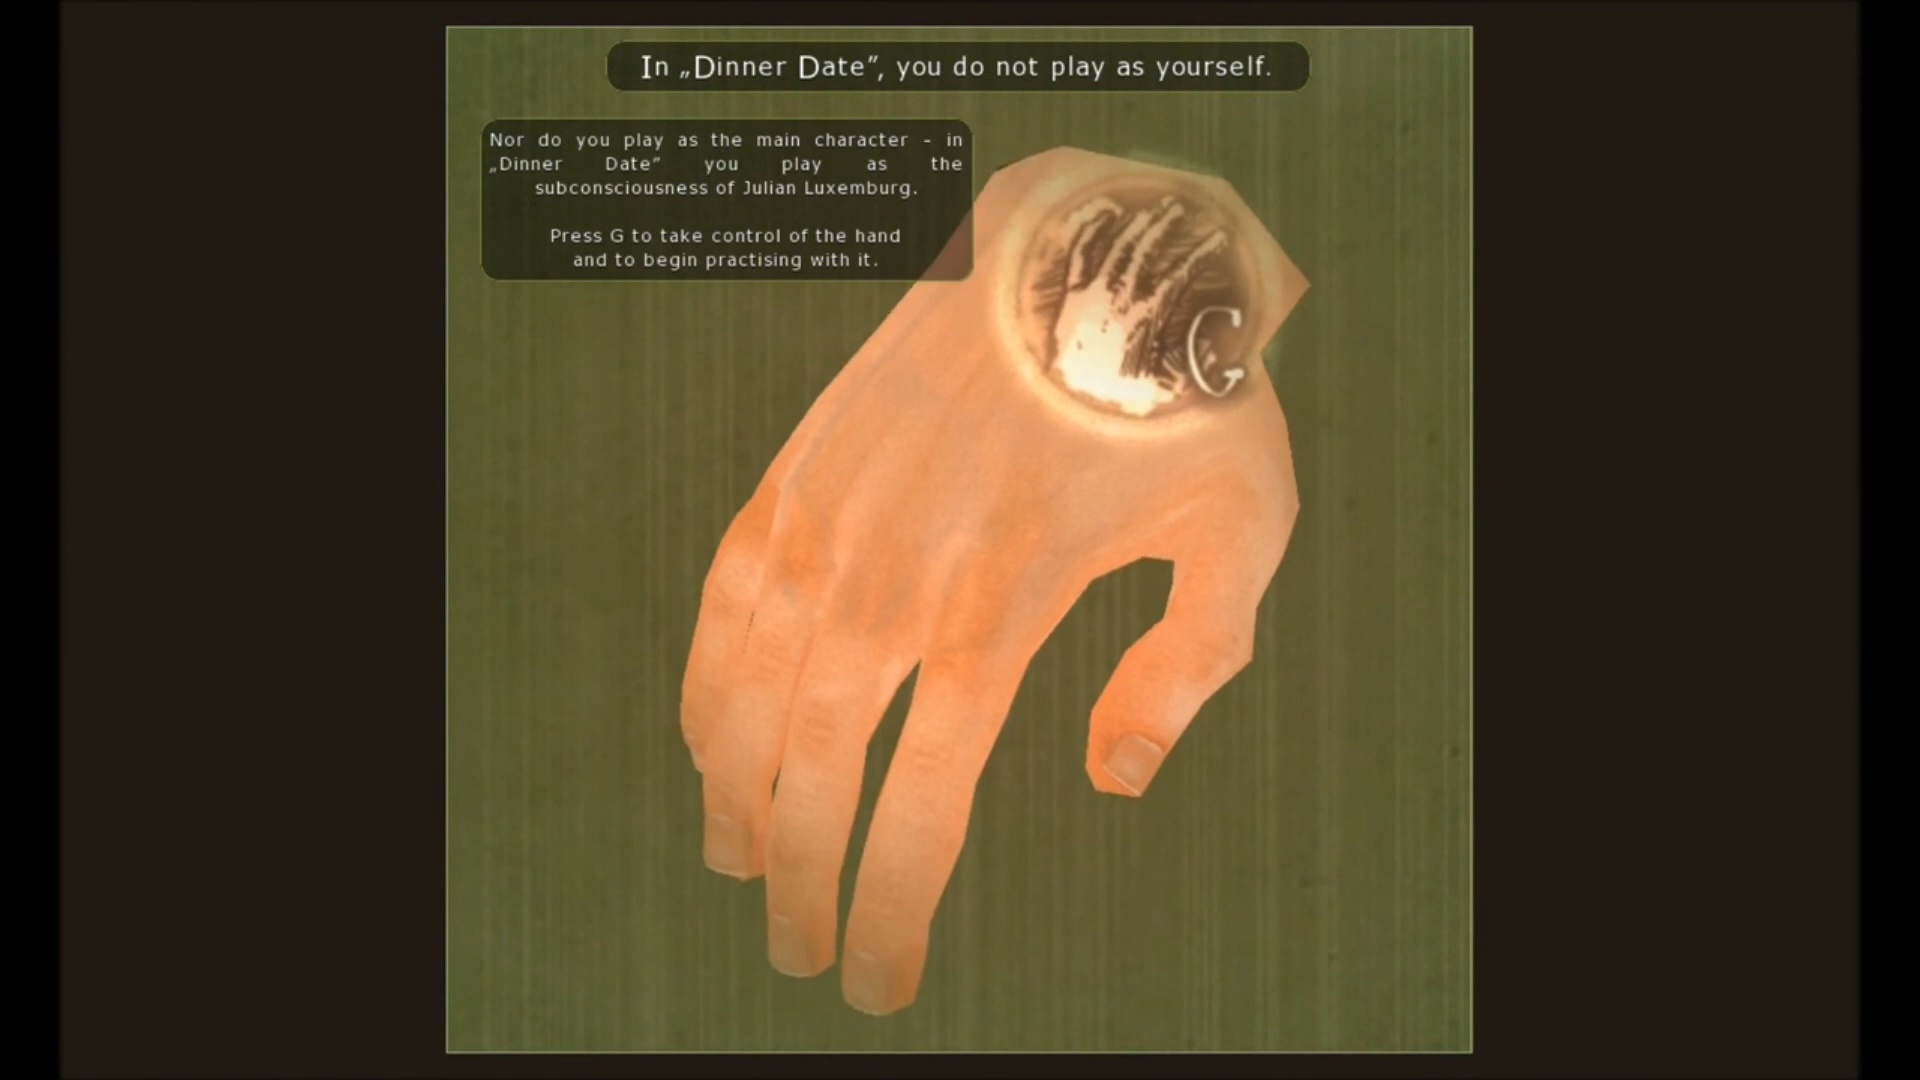 In „Dinner Date”, you do not play as yourself.
Nor do you play as the main character - in
„Dinner Date” you play as the
subconsciousness of Julian Luxemburg.
Press G to take control of the hand
and to begin practising with it.
G